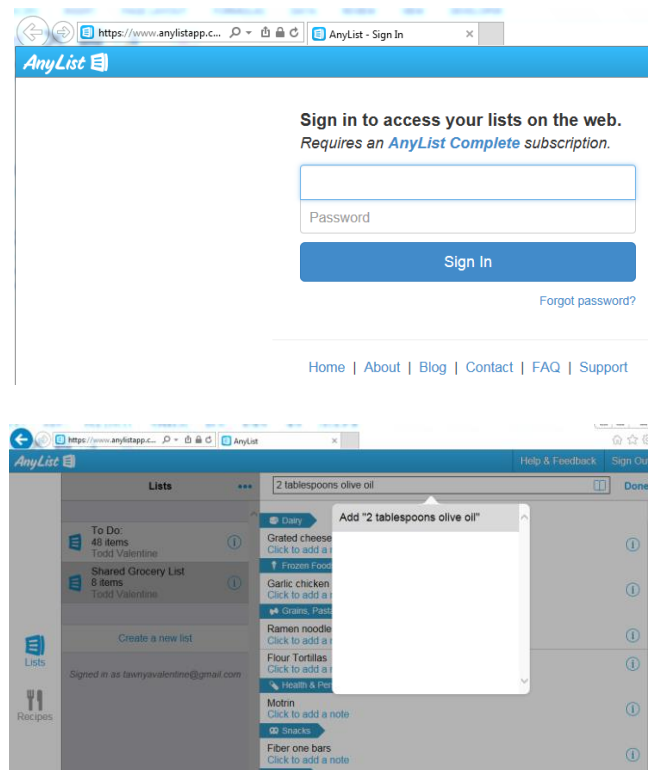 https://www.anylistapp.c...
AnyList - Sign In
AnyList
Sign in to access your lists on the web.
Requires an AnyList Complete subscription.
Password
Sign In
Forgot password?
Home | About | Blog | Contact | FAQ | Support
https://www.anylistapp.c...
AnyList
AnyList
Help & Feedback
Sign Ou
Lists
2 tablespoons olive oil
Done
Add "2 tablespoons olive oil"
To Do:
48 items
Todd Valentine
Shared Grocery List
8 items
Todd Valentine
Create a new list
Signed in as tawnyavalentine@gmail.com
Lists
Recipes
Dairy
Grated cheese
Click to add a
Frozen Food
Garlic chicken
Click to add a
Grains, Pasta
Ramen noodle
Click to add a
Flour Tortillas
Click to add a
Health & Per
Motrin
Click to add a note
Snacks
Fiber one bars
Click to add a note